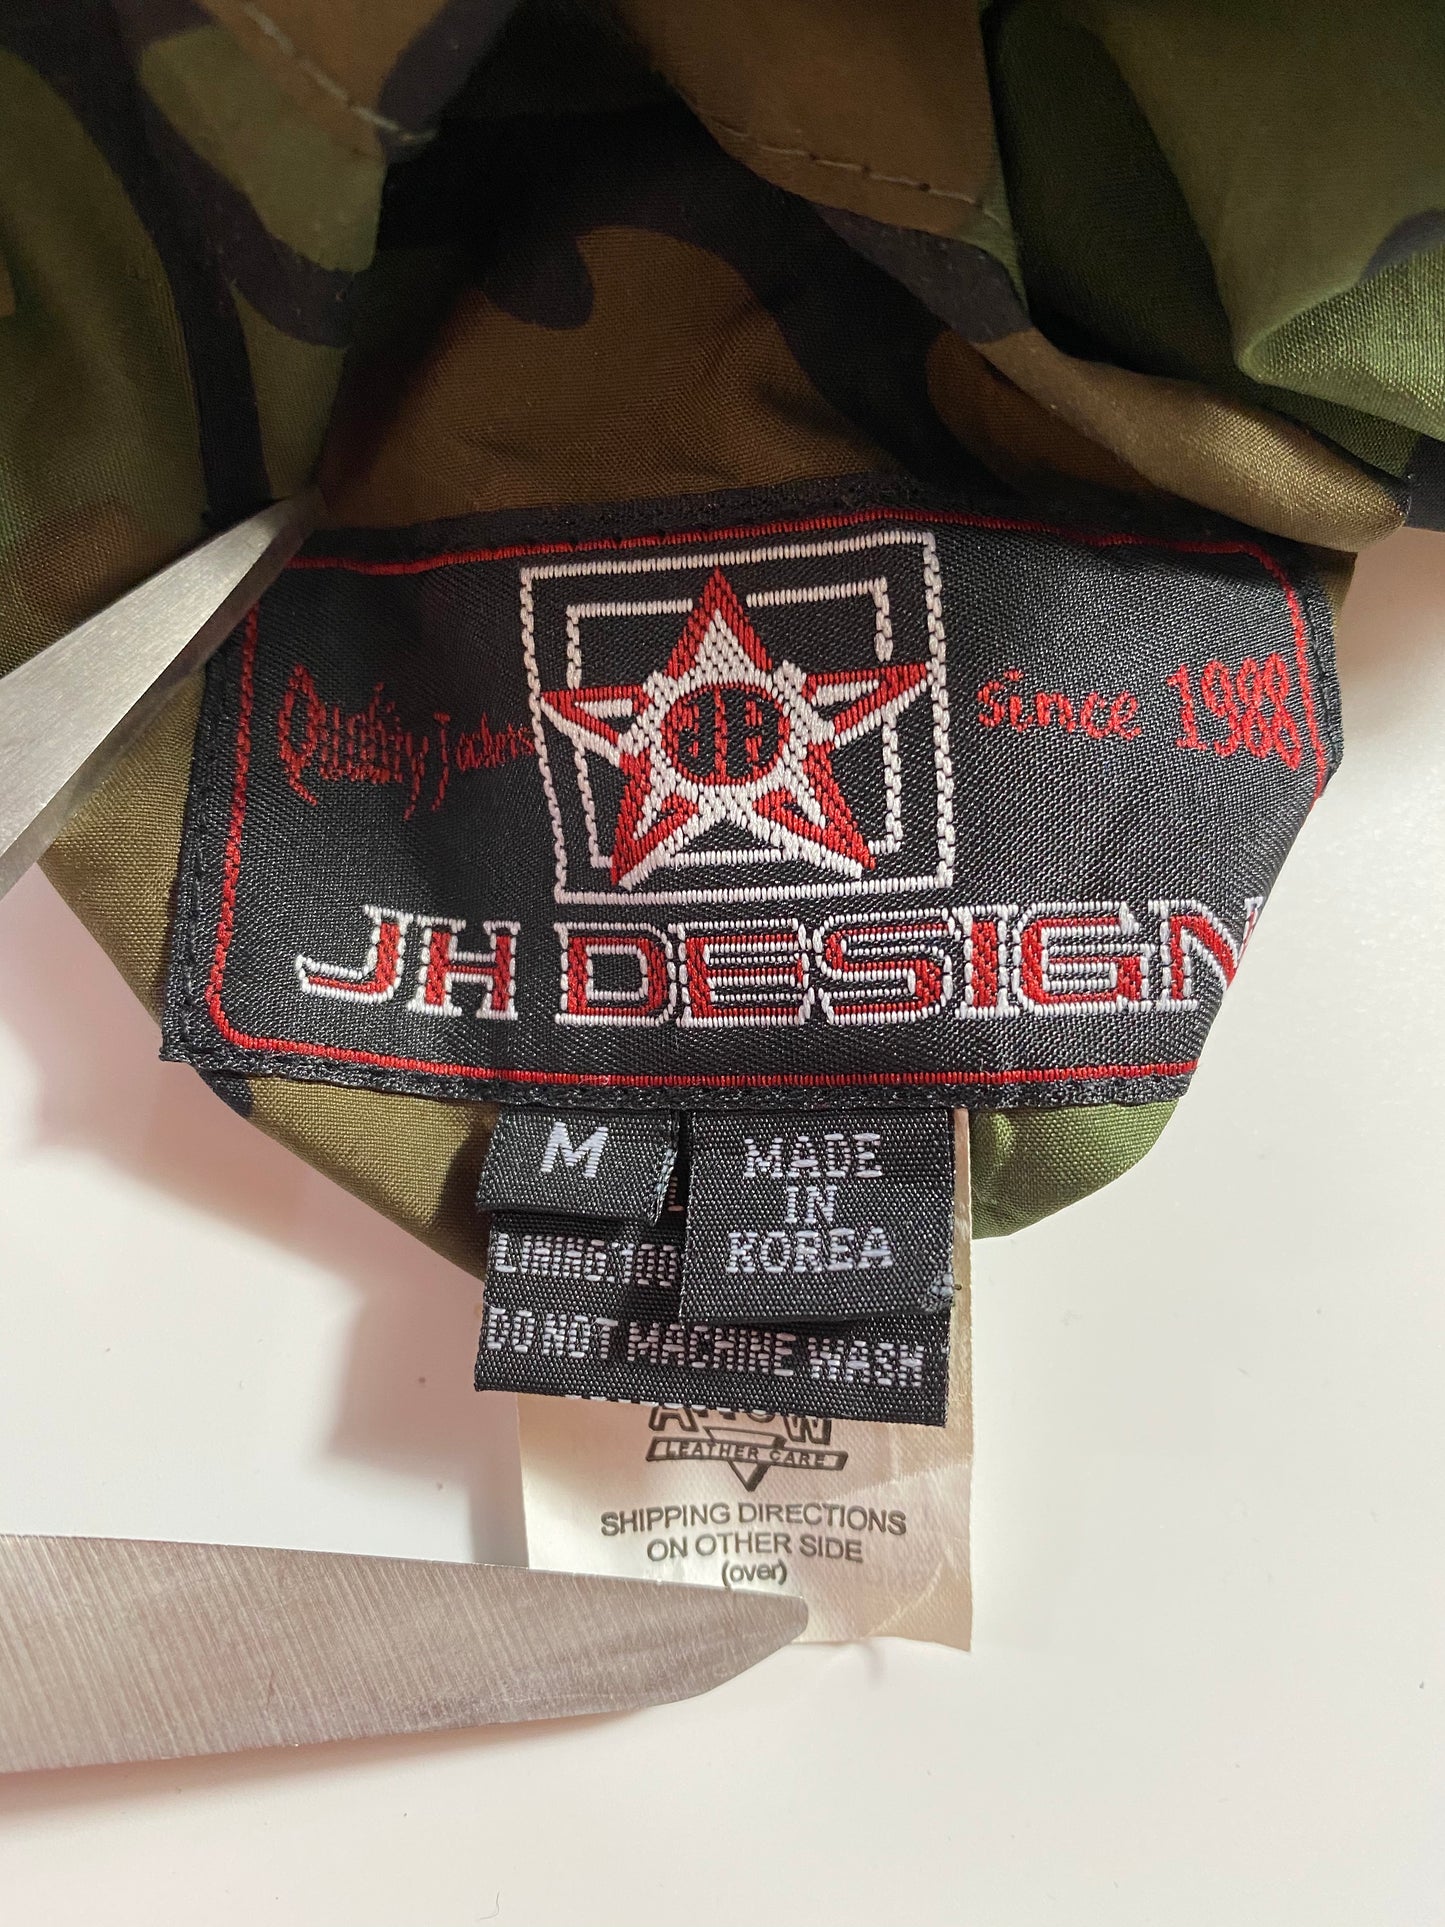 Quality Jackets
JH
Since 1988
JH DESIGN
M
MADE
IN
KOREA
DO NOT MACHINE WASH
LEATHER CARE
SHIPPING DIRECTIONS
ON OTHER SIDE
(over)